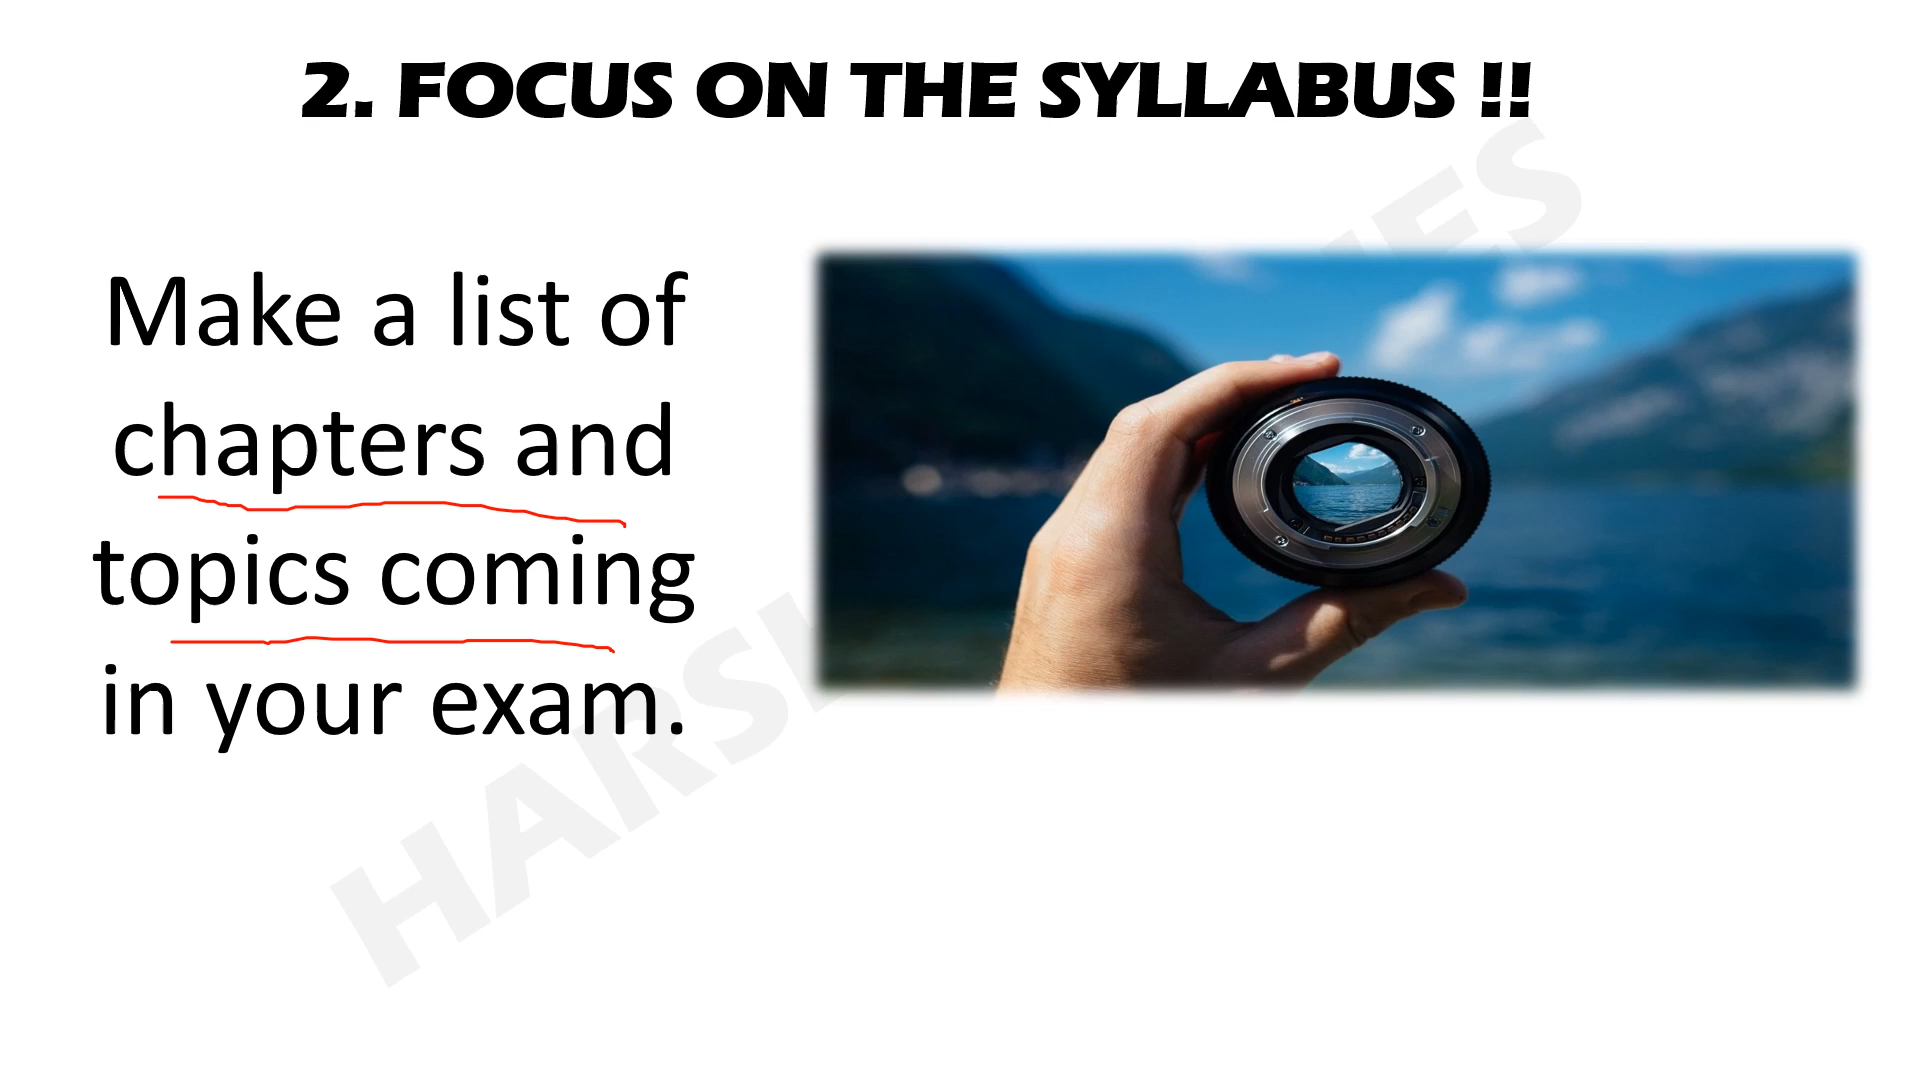 2. FOCUS ON THE SYLLABUS !!
Make a list of
chapters and
topics coming
in your exam.